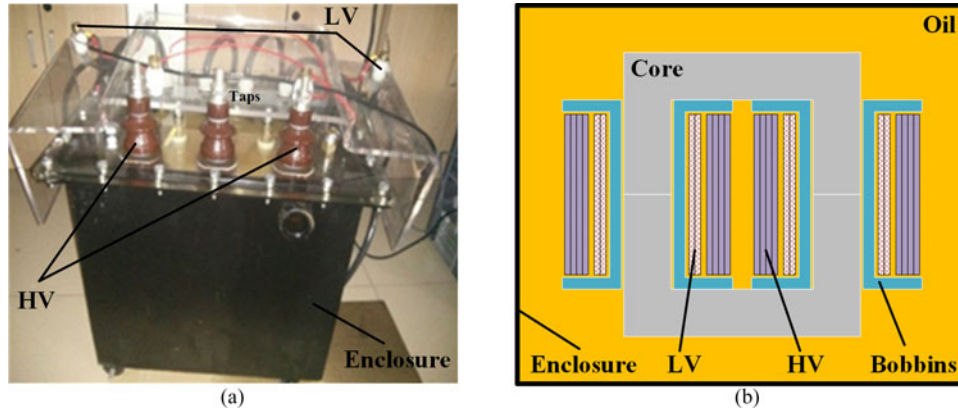 LV
Taps
HV
Enclosure
(a)
Oil
Core
Enclosure
LV
HV
Bobbins
(b)